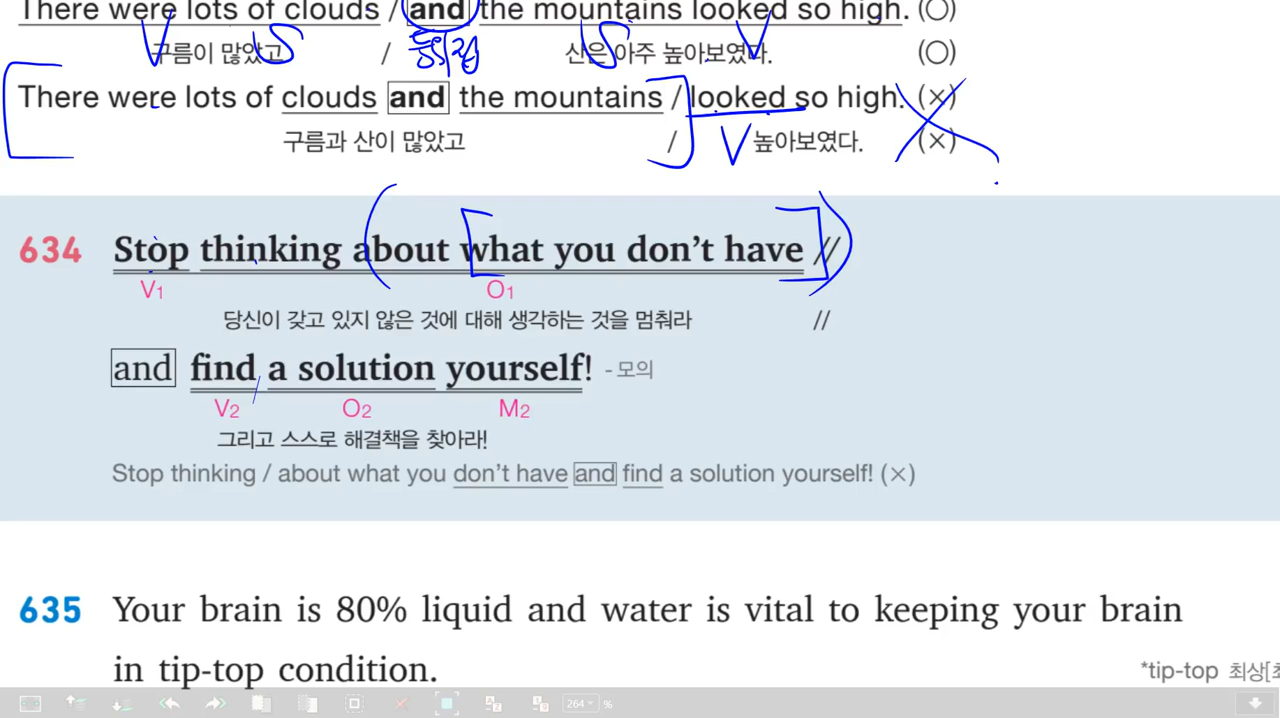 There were lots of clouds / and the mountains looked so high. (○)
V S S V
구름이 많았고 / 산은 아주 높아보였다. (○)
There were lots of clouds and the mountains / looked so high. (×)
구름과 산이 많았고 / V 높아보였다. (×)
634 Stop thinking about what you don't have //
V1 O1
당신이 갖고 있지 않은 것에 대해 생각하는 것을 멈춰라 //
and find a solution yourself! - 모의
V2 O2 M2
그리고 스스로 해결책을 찾아라!
Stop thinking / about what you don't have and find a solution yourself! (×)
635 Your brain is 80% liquid and water is vital to keeping your brain
in tip-top condition.
*tip-top 최상
264 %